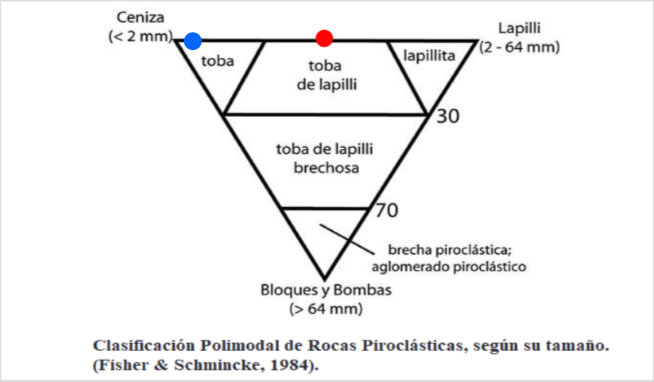 Ceniza
(< 2 mm)
Lapilli
(2 - 64 mm)
toba
toba
de lapilli
lapillita
30
toba de lapilli
brechosa
70
brecha piroclástica;
aglomerado piroclástico
Bloques y Bombas
(> 64 mm)
Clasificación Polimodal de Rocas Piroclásticas, según su tamaño.
(Fisher & Schmincke, 1984).